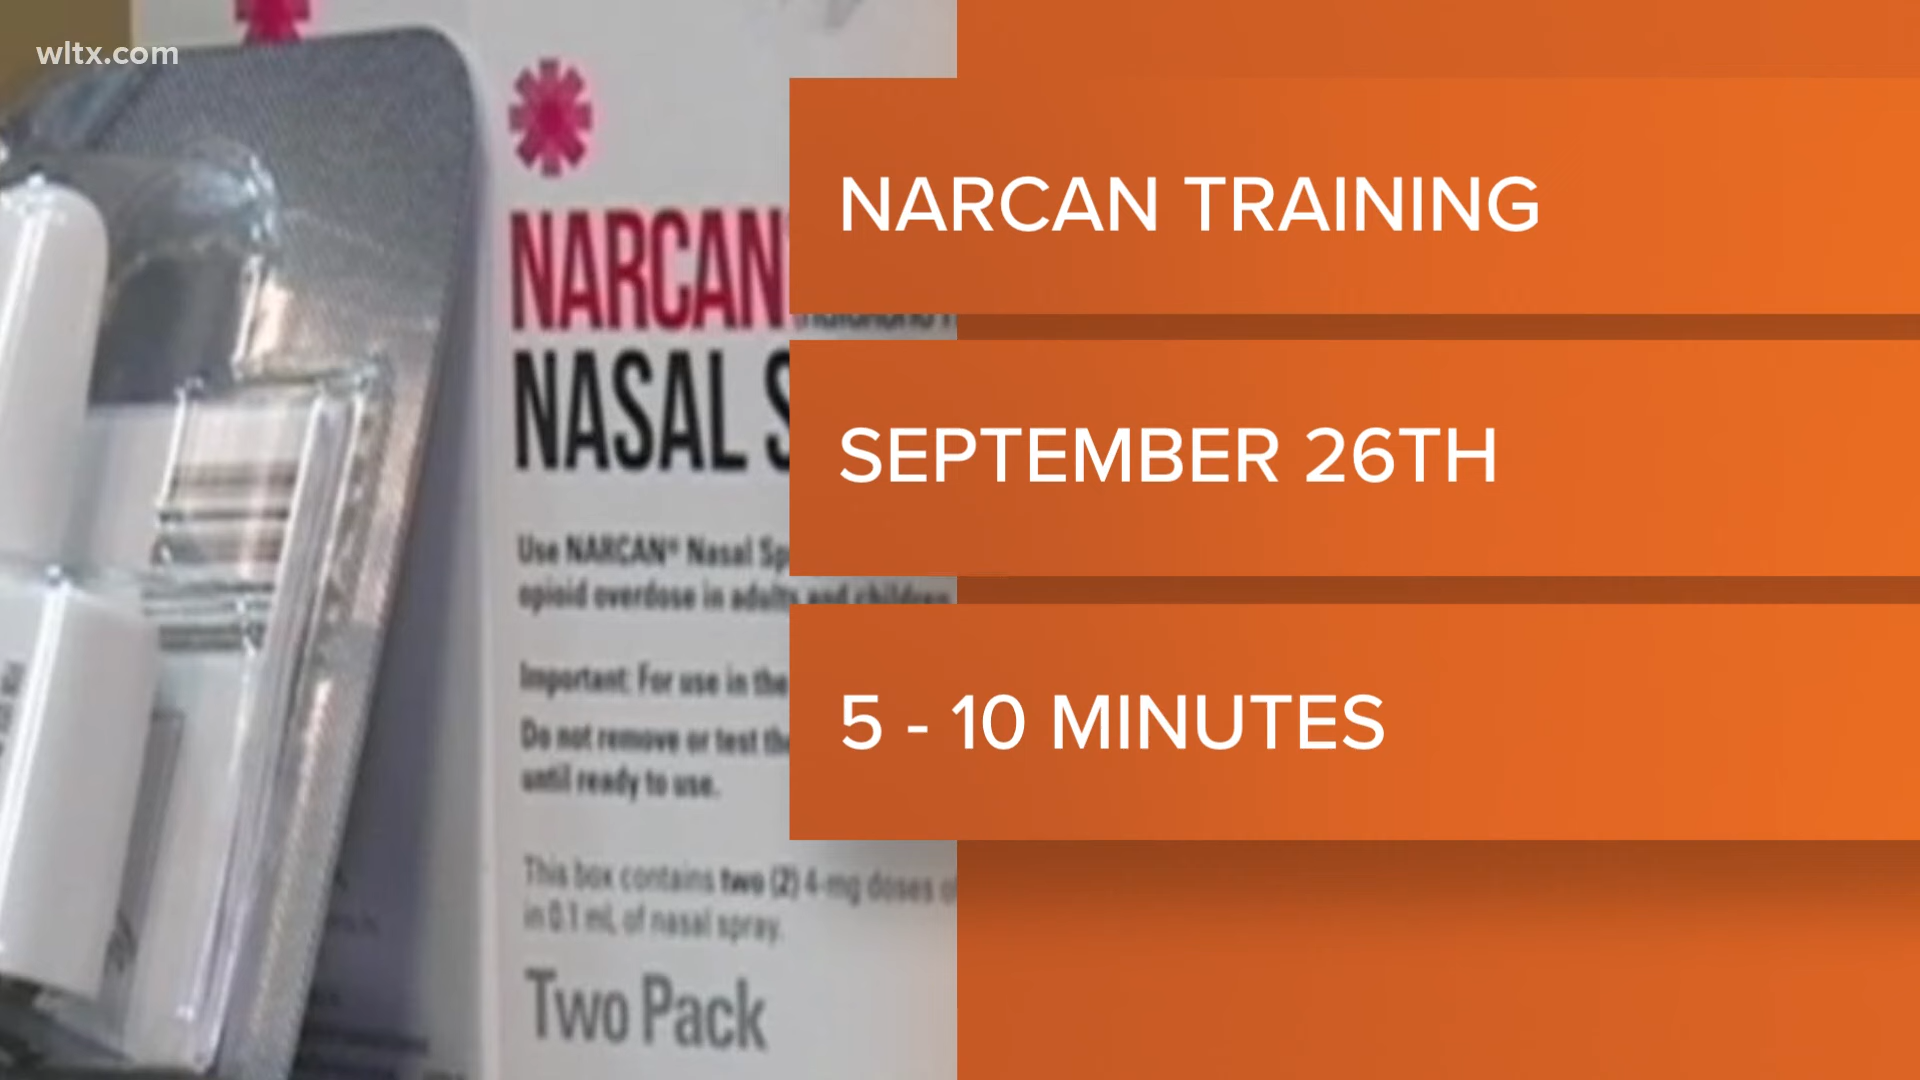 wltx.com
NARCAN
NASAL
Use NARCAN® Nasal
opioid overdose in adults and children
Important: For use in the
Do not remove or test
until ready to use.
This box contains two (2) 4-mg doses
in 0.1 mL of nasal spray.
Two Pack
NARCAN TRAINING
SEPTEMBER 26TH
5 - 10 MINUTES